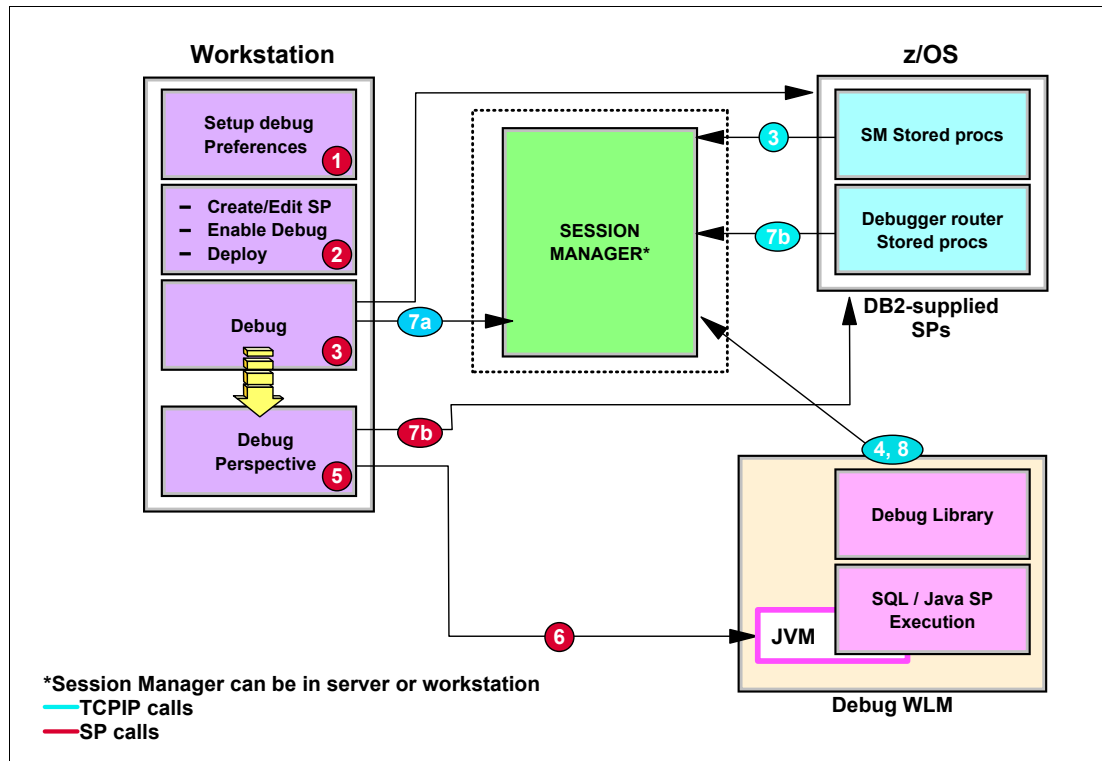 Workstation
z/OS
Setup debug
Preferences
1
– Create/Edit SP
– Enable Debug
– Deploy
2
Debug
3
Debug
Perspective
5
SESSION
MANAGER*
3
7b
7a
7b
6
4, 8
SM Stored procs
Debugger router
Stored procs
DB2-supplied
SPs
Debug Library
SQL / Java SP
Execution
JVM
Debug WLM
*Session Manager can be in server or workstation
TCPIP calls
SP calls